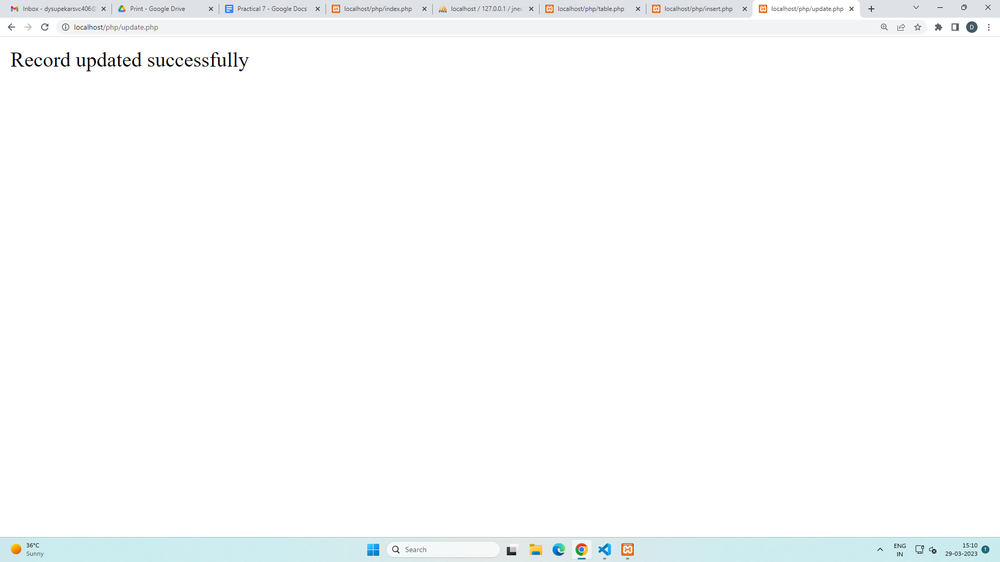 Inbox - dysupekarsvc406@
Print - Google Drive
Practical 7 - Google Docs
localhost/php/index.php
PMA
localhost / 127.0.0.1 / jnec
localhost/php/table.php
localhost/php/insert.php
localhost/php/update.php
localhost/php/update.php
D
Record updated successfully
36°C
Sunny
Search
ENG
IN
15:10
29-03-2023
1